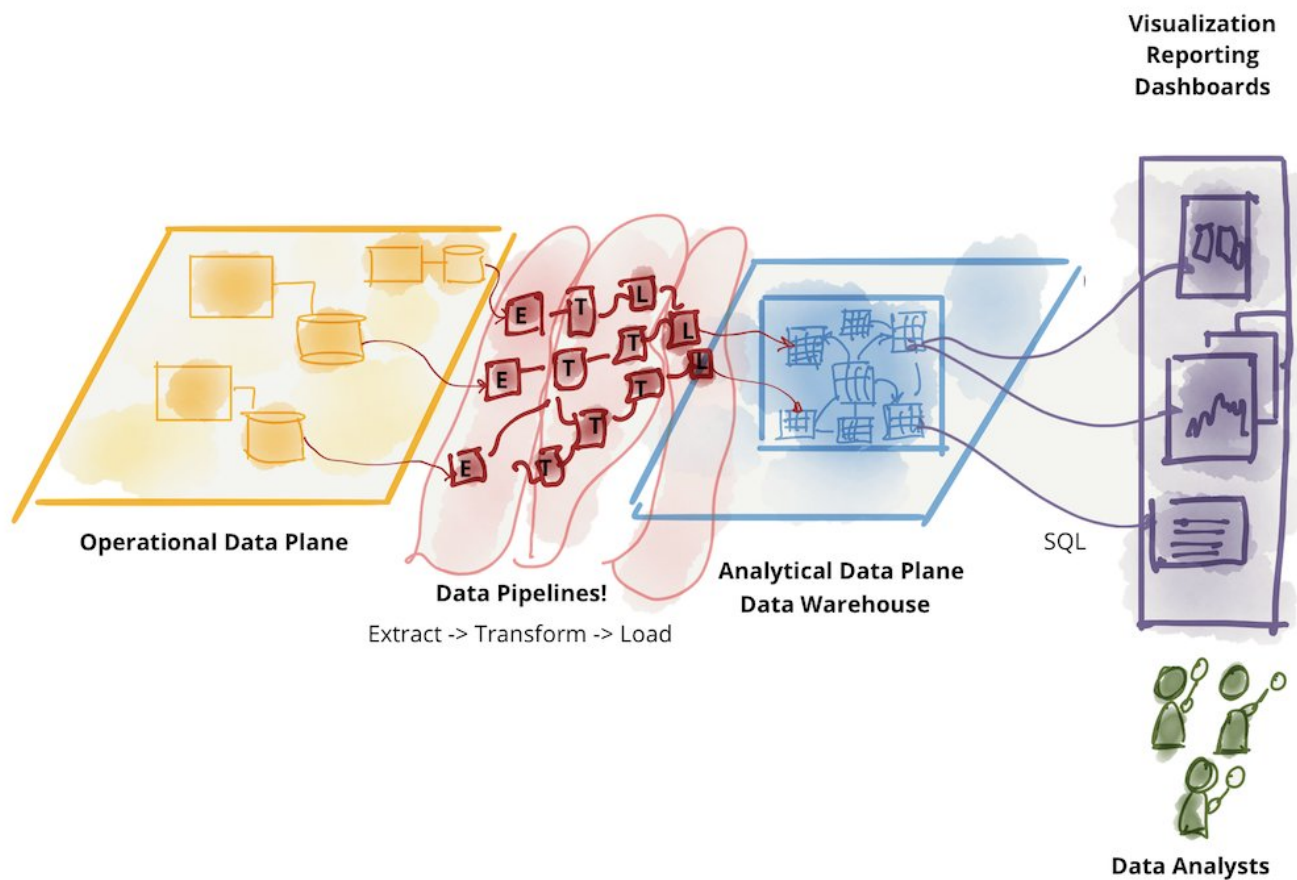 Visualization
Reporting
Dashboards
E
T
L
E
T
T
L
E
T
T
T
L
Operational Data Plane
Data Pipelines!
Extract -> Transform -> Load
Analytical Data Plane
Data Warehouse
SQL
Data Analysts